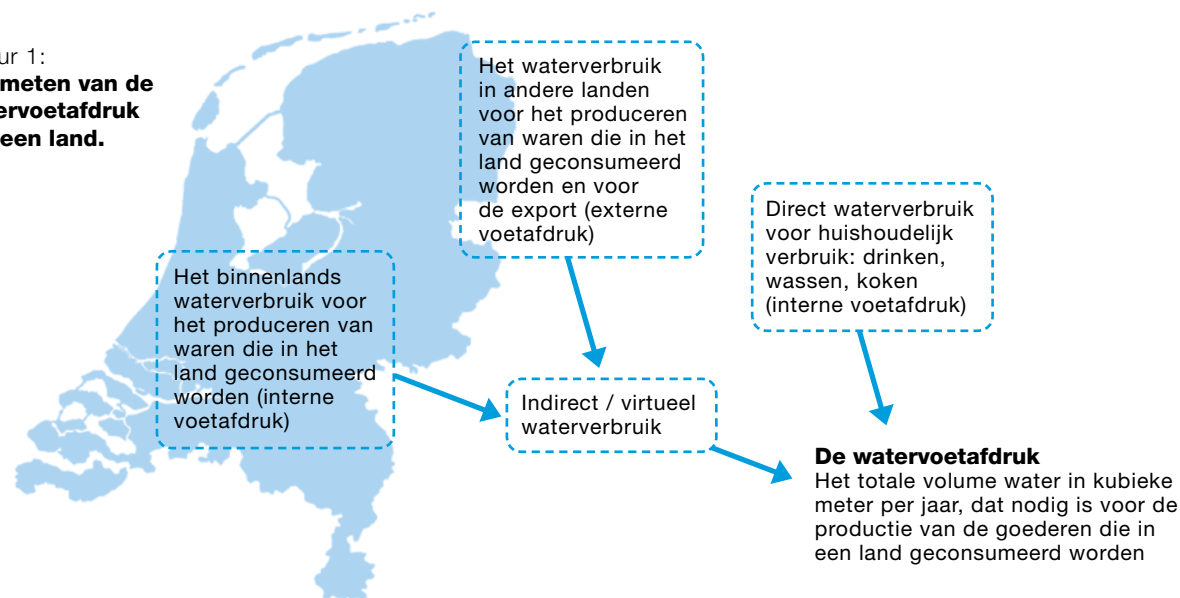 ur 1:
meten van de
ervoetafdruk
een land.
Het waterverbruik
in andere landen
voor het produceren
van waren die in het
land geconsumeerd
worden en voor
de export (externe
voetafdruk)
Direct waterverbruik
voor huishoudelijk
verbruik: drinken,
wassen, koken
(interne voetafdruk)
Het binnenlands
waterverbruik voor
het produceren van
waren die in het
land geconsumeerd
worden (interne
voetafdruk)
Indirect / virtueel
waterverbruik
De watervoetafdruk
Het totale volume water in kubieke
meter per jaar, dat nodig is voor de
productie van de goederen die in
een land geconsumeerd worden